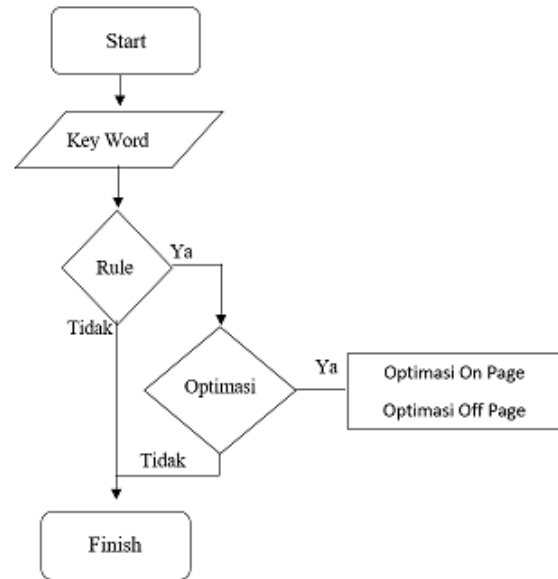 Start
Key Word
Ya
Rule
Tidak
Ya
Optimasi
Optimasi On Page
Optimasi Off Page
Tidak
Finish